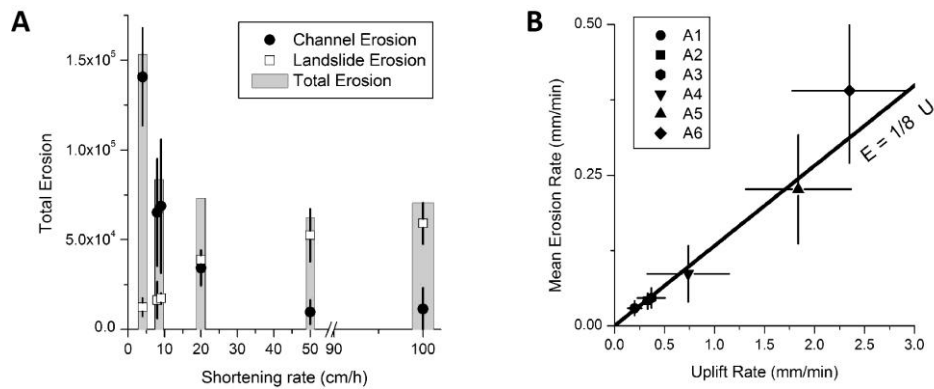 A
Channel Erosion
Landslide Erosion
Total Erosion
Total Erosion
1.5x10⁵
1.0x10⁵
5.0x10⁴
0.0
0 10 20 30 40 50 90 100
Shortening rate (cm/h)
B
A1
A2
A3
A4
A5
A6
E = 1/8 U
Mean Erosion Rate (mm/min)
0.50
0.25
0.00
0.0 0.5 1.0 1.5 2.0 2.5 3.0
Uplift Rate (mm/min)